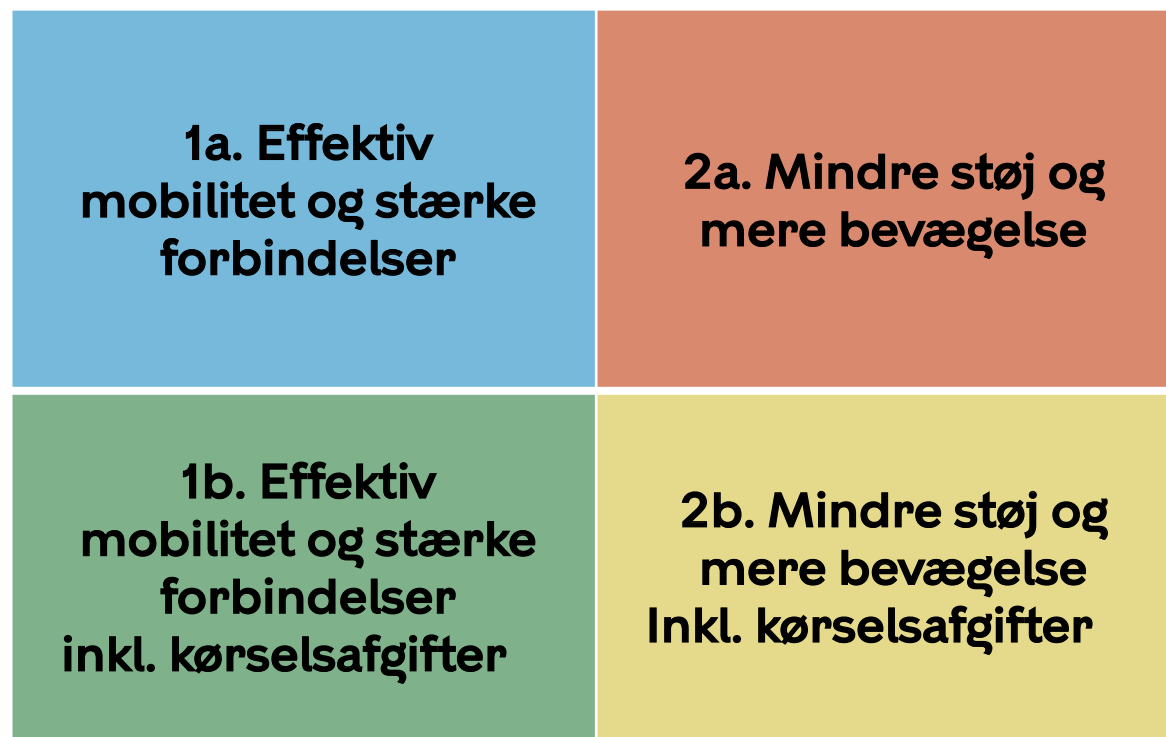 1a. Effektiv
mobilitet og stærke
forbindelser
2a. Mindre støj og
mere bevægelse
1b. Effektiv
mobilitet og stærke
forbindelser
inkl. kørselsafgifter
2b. Mindre støj og
mere bevægelse
Inkl. kørselsafgifter